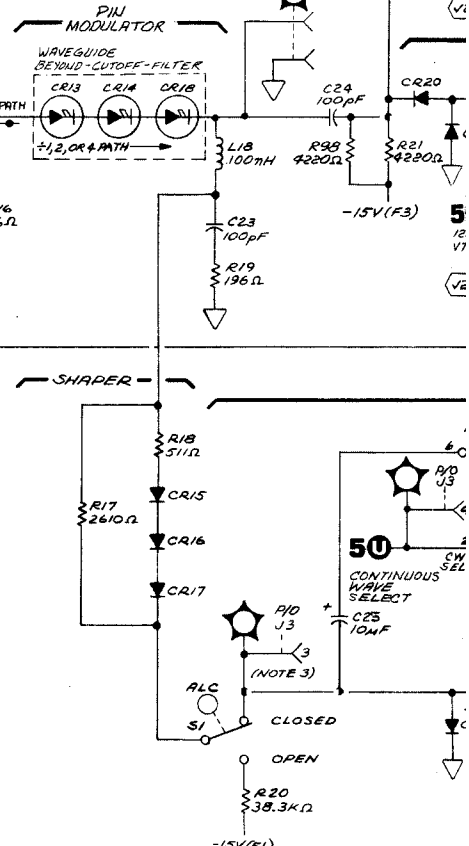 PIN
MODULATOR
WAVEGUIDE
BEYOND-CUTOFF-FILTER
CR13 CR14 CR18
PATH
÷1,2,OR 4 PATH
C24
100pF
CR20
R98
4220Ω
R21
4220Ω
L18
100nH
-15V(F3)
C23
100pF
R19
196Ω
5
SHAPER
R18
511Ω
R17
2610Ω
CR15
CR16
CR17
6
P/O
J3
5 U
CONTINUOUS
WAVE
SELECT
CW
SEL
+
C25
10µF
P/O
J3
3
(NOTE 3)
ALC
S1
CLOSED
OPEN
R20
38.3KΩ
-15V(F1)